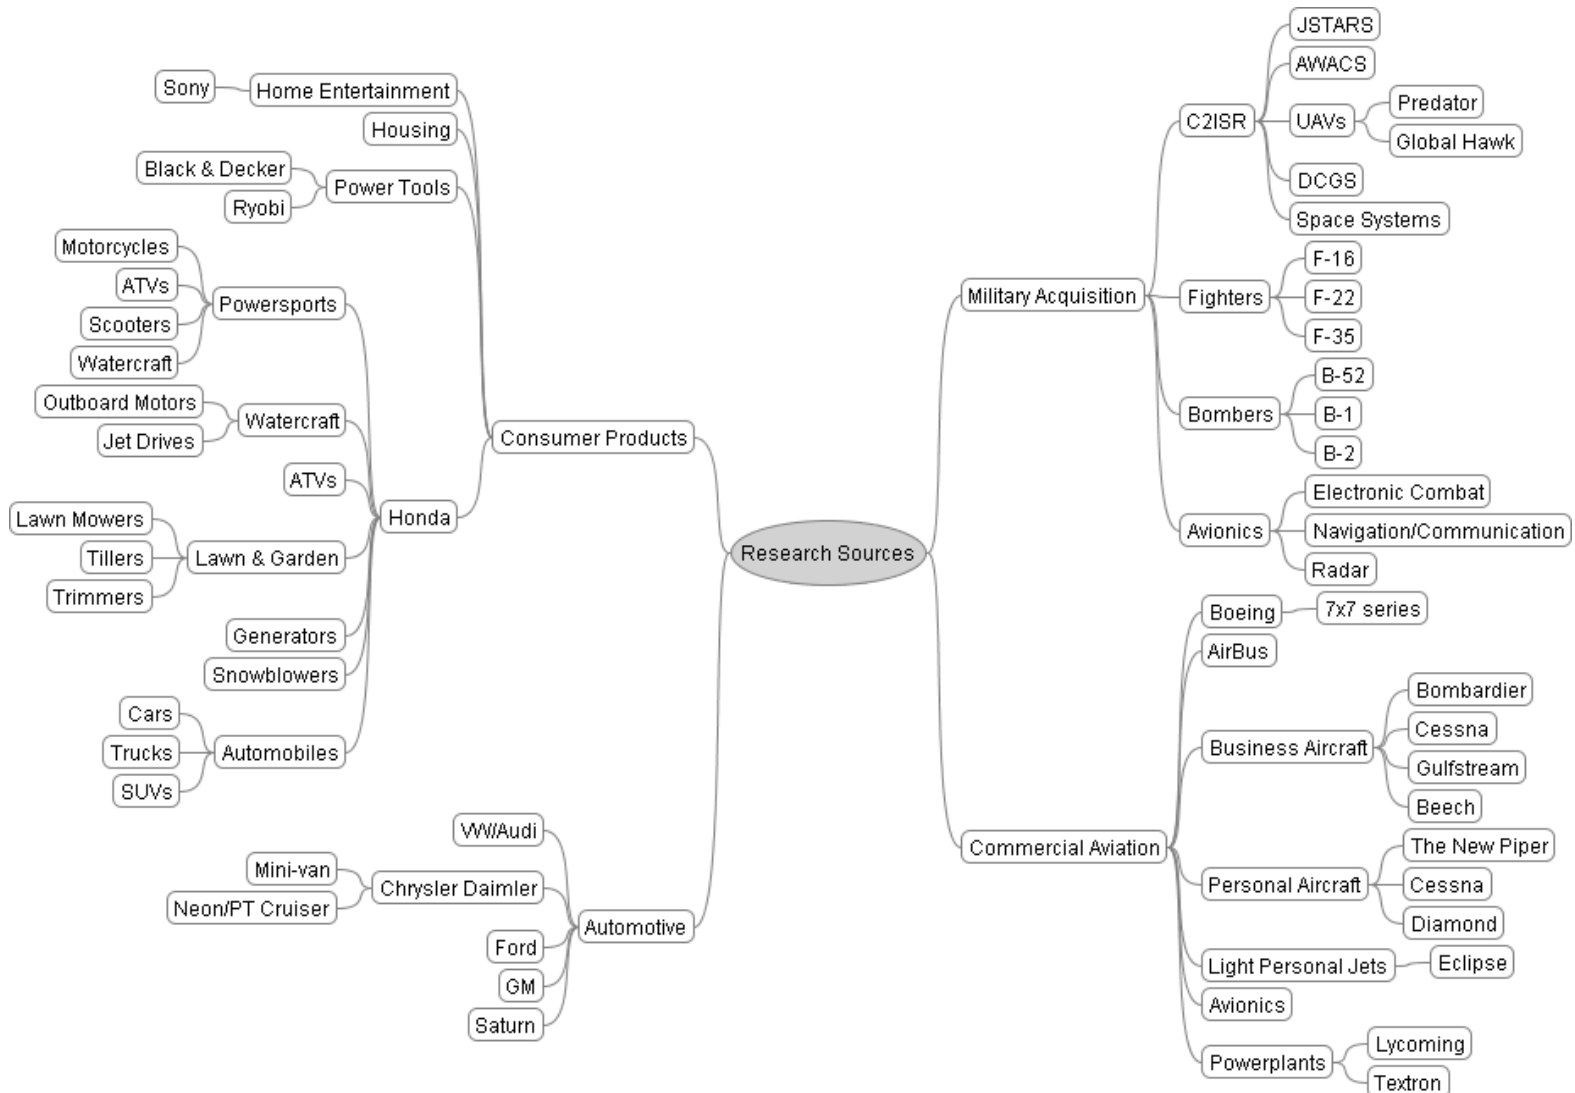 Research Sources
Consumer Products
Home Entertainment
Sony
Housing
Power Tools
Black & Decker
Ryobi
Honda
Powersports
Motorcycles
ATVs
Scooters
Watercraft
Watercraft
Outboard Motors
Jet Drives
ATVs
Lawn & Garden
Lawn Mowers
Tillers
Trimmers
Generators
Snowblowers
Automobiles
Cars
Trucks
SUVs
Automotive
VW/Audi
Chrysler Daimler
Mini-van
Neon/PT Cruiser
Ford
GM
Saturn
Military Acquisition
C2ISR
JSTARS
AWACS
UAVs
Predator
Global Hawk
DCGS
Space Systems
Fighters
F-16
F-22
F-35
Bombers
B-52
B-1
B-2
Avionics
Electronic Combat
Navigation/Communication
Radar
Commercial Aviation
Boeing
7x7 series
AirBus
Business Aircraft
Bombardier
Cessna
Gulfstream
Beech
Personal Aircraft
The New Piper
Cessna
Diamond
Light Personal Jets
Eclipse
Avionics
Powerplants
Lycoming
Textron